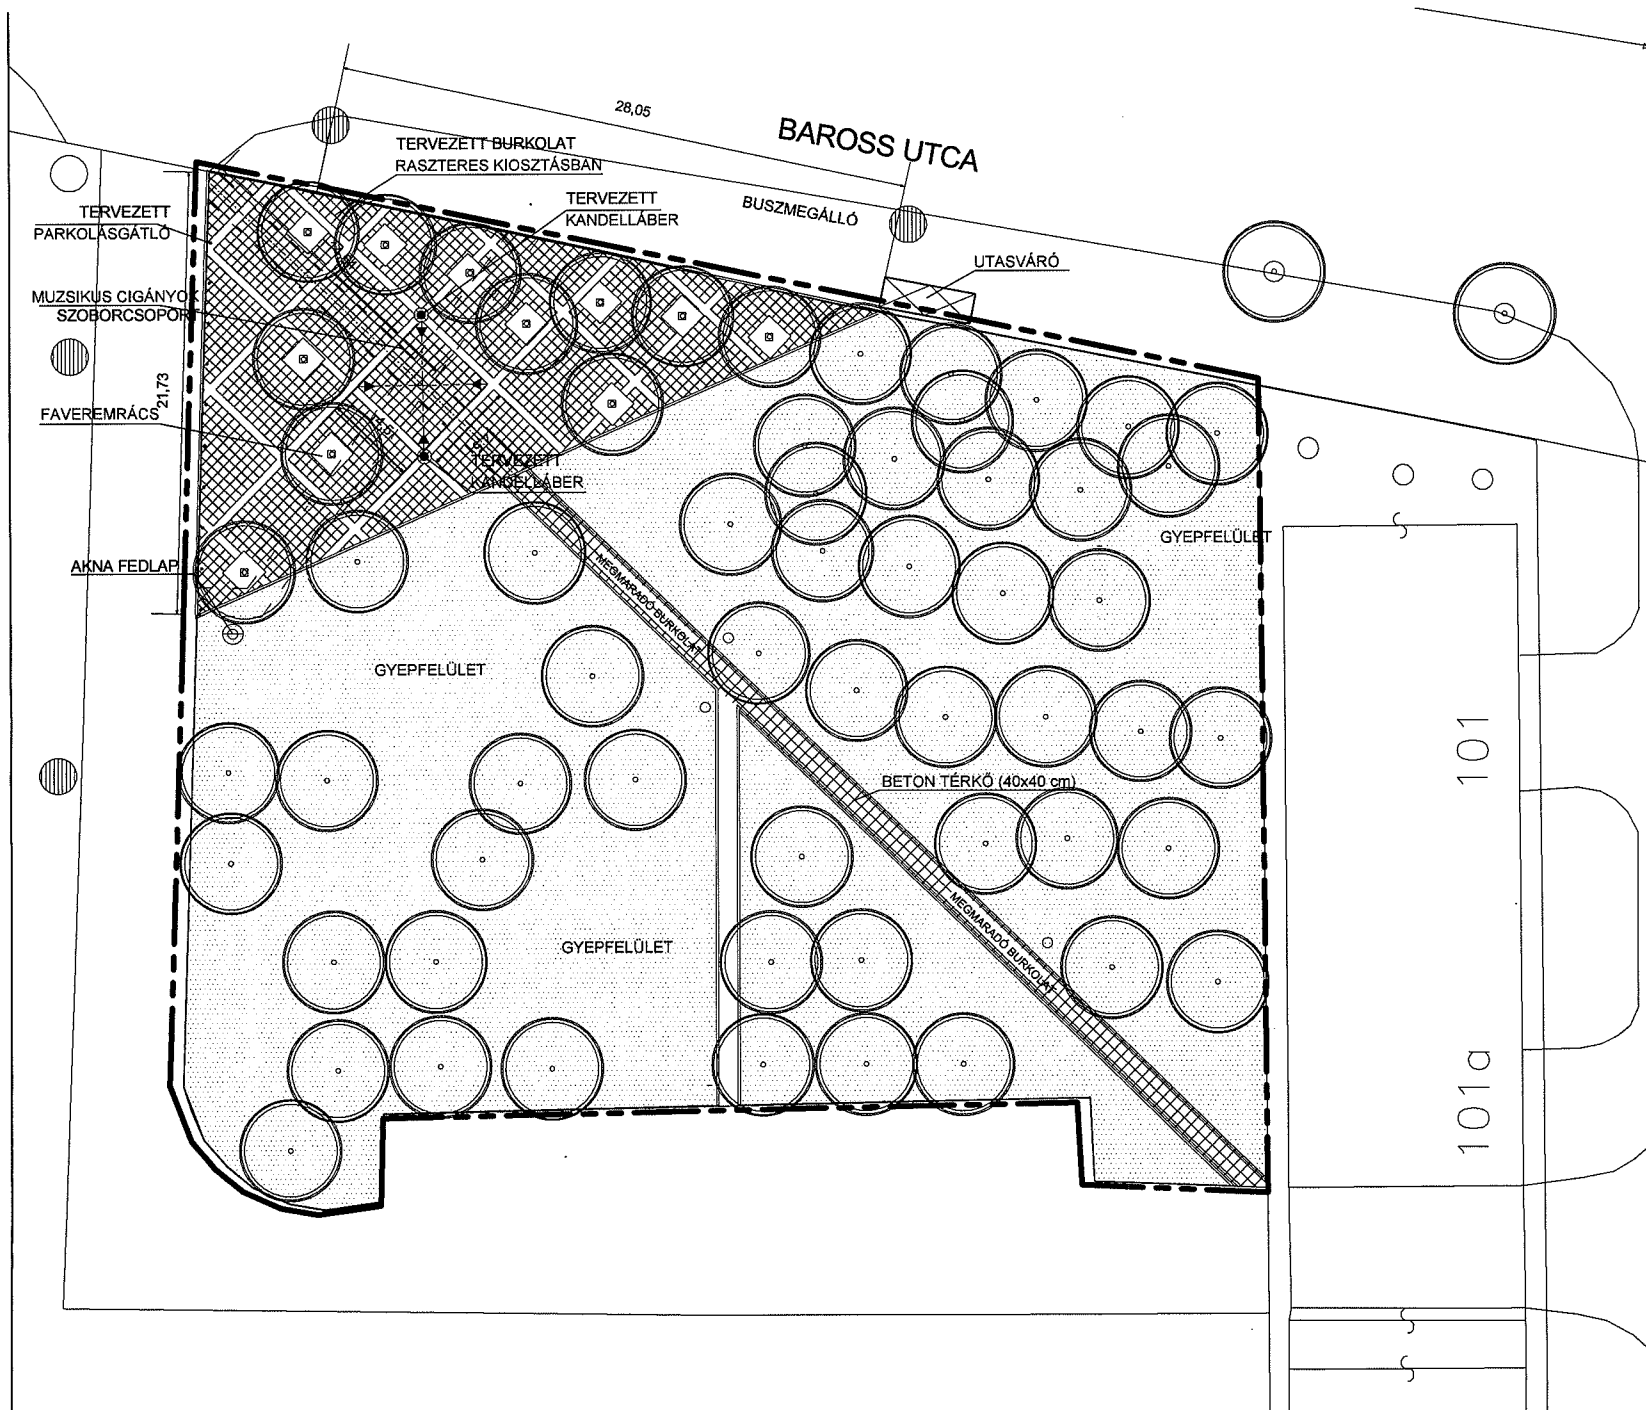 28,05
BAROSS UTCA
TERVEZETT BURKOLAT
RASZTERES KIOSZTÁSBAN
TERVEZETT
KANDELLÁBER
BUSZMEGÁLLÓ
TERVEZETT
PARKOLÁSGÁTLÓ
UTASVÁRÓ
MUZSIKUS CIGÁNYOK
SZOBORCSOPORT
21,73
FAVEREMRÁCS
TERVEZETT
KANDELLÁBER
GYEPFELÜLET
AKNA FEDLAP
MEGMARADÓ BURKOLAT
GYEPFELÜLET
101
BETON TÉRKŐ (40x40 cm)
MEGMARADÓ BURKOLAT
GYEPFELÜLET
101a